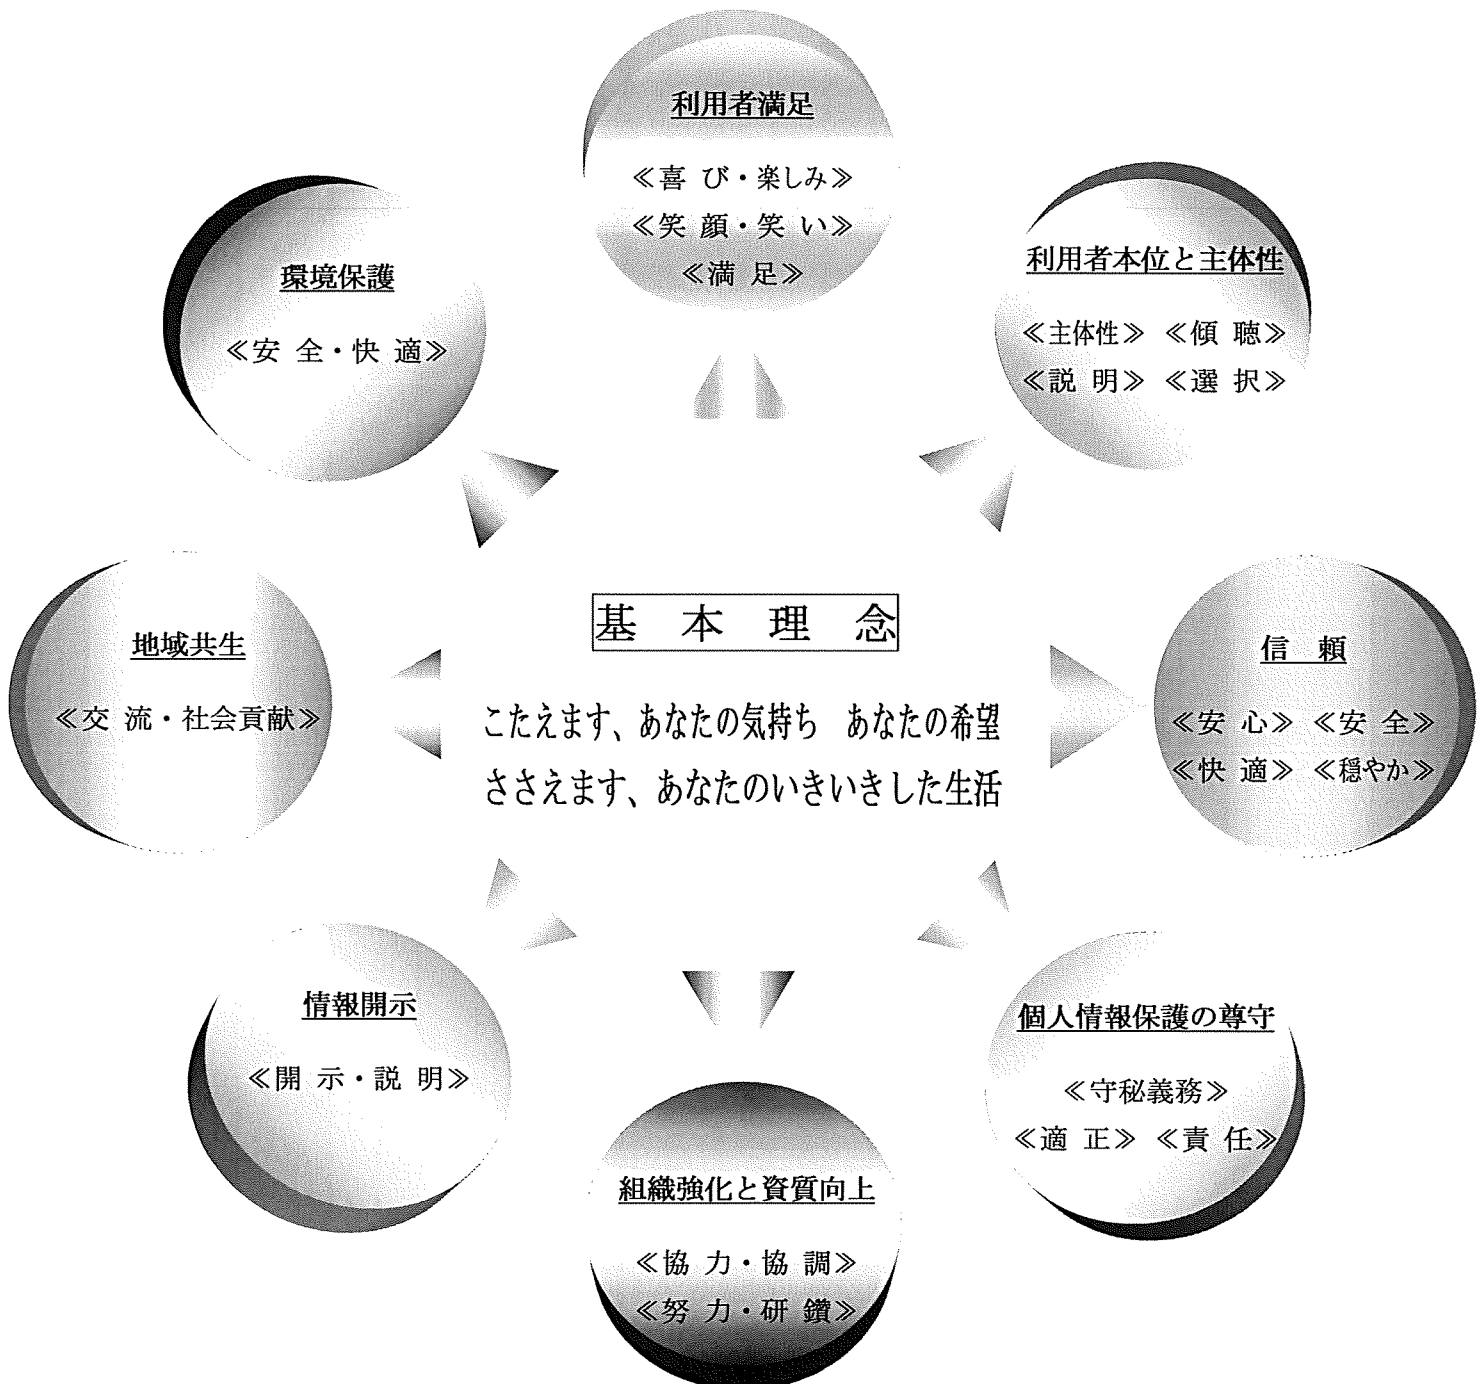 利用者満足
≪喜 び・楽しみ≫
≪笑 顔・笑 い≫
≪満 足≫
利用者本位と主体性
≪主体性≫ ≪傾 聴≫
≪説 明≫ ≪選 択≫
信　頼
≪安 心≫ ≪安 全≫
≪快 適≫ ≪穏やか≫
個人情報保護の尊守
≪守秘義務≫
≪適 正≫ ≪責 任≫
組織強化と資質向上
≪協 力・協 調≫
≪努 力・研 鑽≫
情報開示
≪開 示・説 明≫
地域共生
≪交 流・社会貢献≫
環境保護
≪安 全・快 適≫
基　本　理　念
こたえます、あなたの気持ち　あなたの希望
ささえます、あなたのいきいきした生活